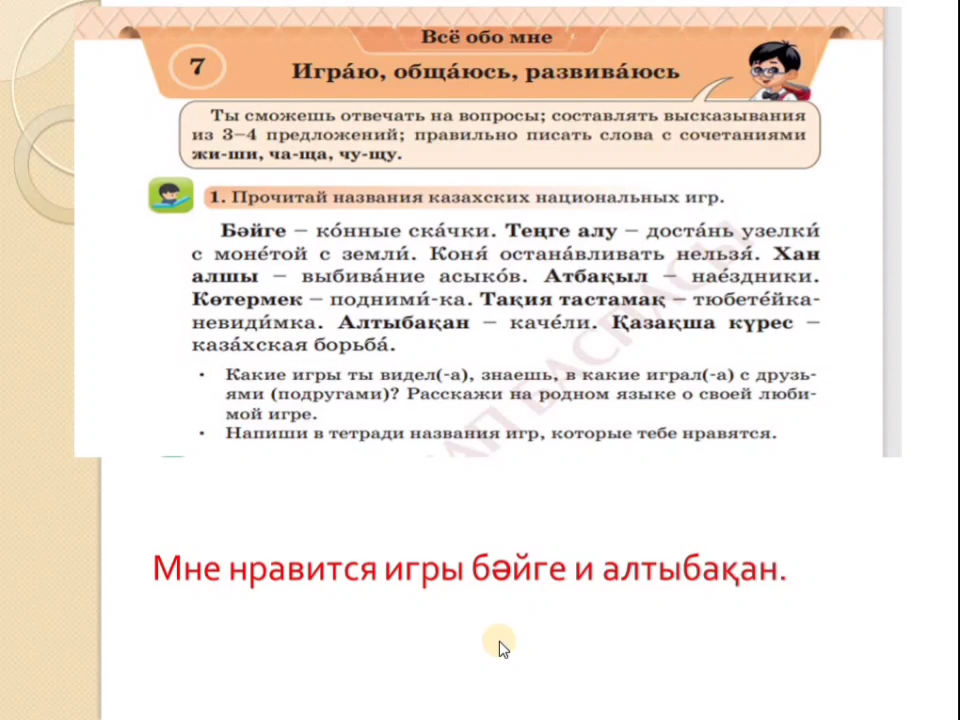 Всё обо мне
7
Игра́ю, обща́юсь, развива́юсь
Ты сможешь отвечать на вопросы; составлять высказывания
из 3–4 предложений; правильно писать слова с сочетаниями
жи-ши, ча-ща, чу-щу.
1. Прочитай названия казахских национальных игр.
Бәйге – ко́нные ска́чки. Теңге алу – доста́нь узелки́
с моне́той с земли́. Коня́ остана́вливать нельзя́. Хан
алшы – выбива́ние асыко́в. Атбақыл – нае́здники.
Көтермек – подними́-ка. Тақия тастамақ – тюбете́йка-
невиди́мка. Алтыбақан – каче́ли. Қазақша күрес –
каза́хская борьба́.
• Какие игры ты видел(-а), знаешь, в какие играл(-а) с друзь-
ями (подругами)? Расскажи на родном языке о своей люби-
мой игре.
• Напиши в тетради названия игр, которые тебе нравятся.
Мне нравится игры бәйге и алтыбақан.